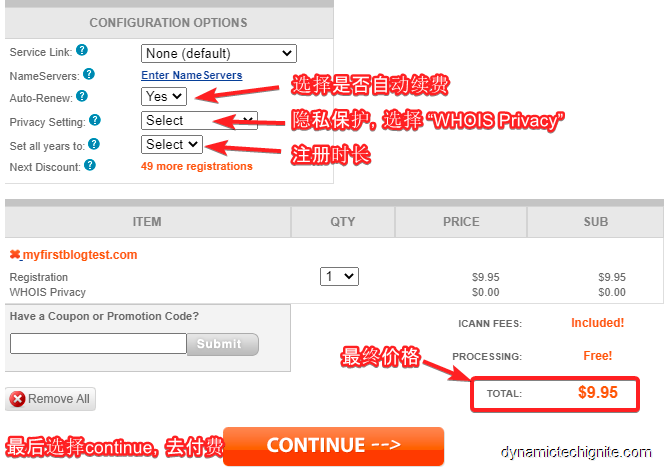 CONFIGURATION OPTIONS
Service Link: ? None (default)
NameServers: ? Enter NameServers
选择是否自动续费
Auto-Renew: ? Yes
Privacy Setting: ? Select
隐私保护, 选择 “WHOIS Privacy”
Set all years to: ? Select
注册时长
Next Discount: ? 49 more registrations
ITEM QTY PRICE SUB
myfirstblogtest.com
Registration 1 $9.95 $9.95
WHOIS Privacy $0.00 $0.00
Have a Coupon or Promotion Code?
ICANN FEES: Included!
Submit
最终价格
PROCESSING: Free!
TOTAL: $9.95
Remove All
最后选择continue, 去付费
CONTINUE -->
dynamictechignite.com